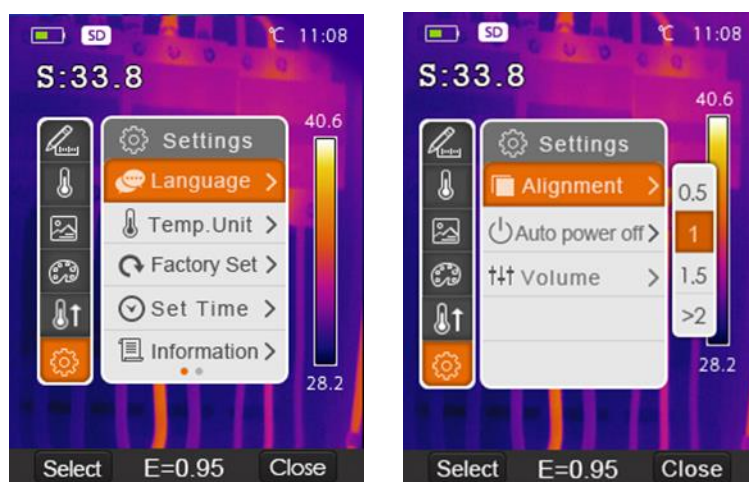 SD ℃ 11:08
S:33.8
40.6
Settings
Language >
Temp.Unit >
Factory Set >
Set Time >
Information >
28.2
Select E=0.95 Close
SD ℃ 11:08
S:33.8
40.6
Settings
Alignment >
0.5
Auto power off >
1
Volume >
1.5
>2
28.2
Select E=0.95 Close